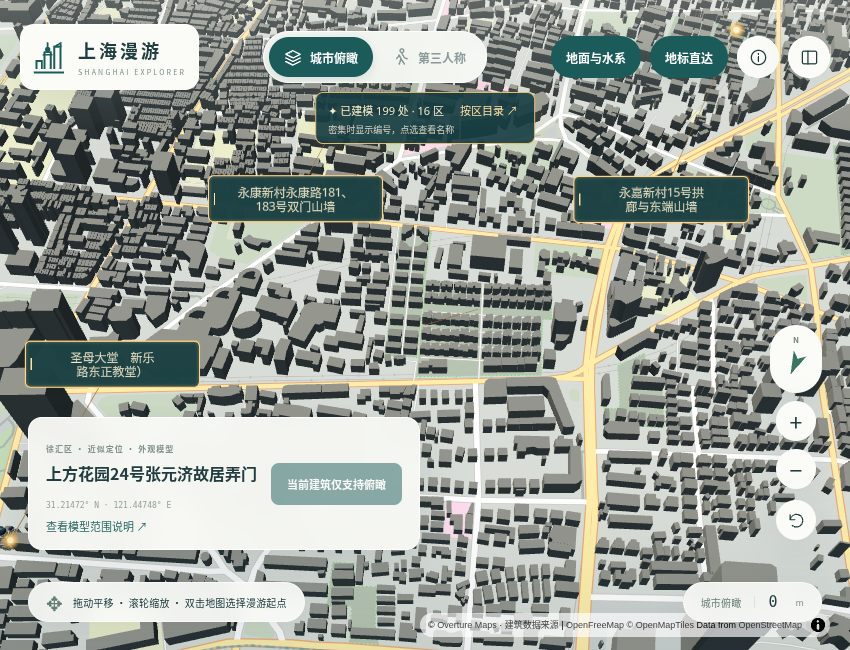 上海漫游
SHANGHAI EXPLORER
城市俯瞰
第三人称
地面与水系
地标直达
✦ 已建模 199 处 · 16 区 按区目录 ↗
密集时显示编号，点选查看名称
永康新村永康路181、
183号双门山墙
永嘉新村15号拱
廊与东端山墙
圣母大堂 新乐
路东正教堂）
N
徐汇区 • 近似定位 • 外观模型
上方花园24号张元济故居弄门
当前建筑仅支持俯瞰
31.21472° N · 121.44748° E
查看模型范围说明 ↗
拖动平移 • 滚轮缩放 • 双击地图选择漫游起点
城市俯瞰 0 m
© Overture Maps · 建筑数据来源 | OpenFreeMap © OpenMapTiles Data from OpenStreetMap